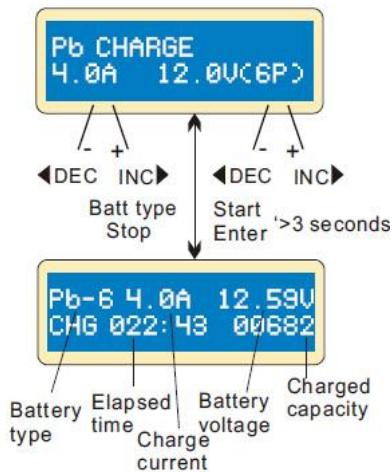 Pb CHARGE
4.0A 12.0V(6P)
- + - +
◀DEC INC▶ ◀DEC INC▶
Batt type Start
Stop Enter '>3 seconds
Pb-6 4.0A 12.59V
CHG 022:43 00682
Battery type
Elapsed time
Charge current
Battery voltage
Charged capacity